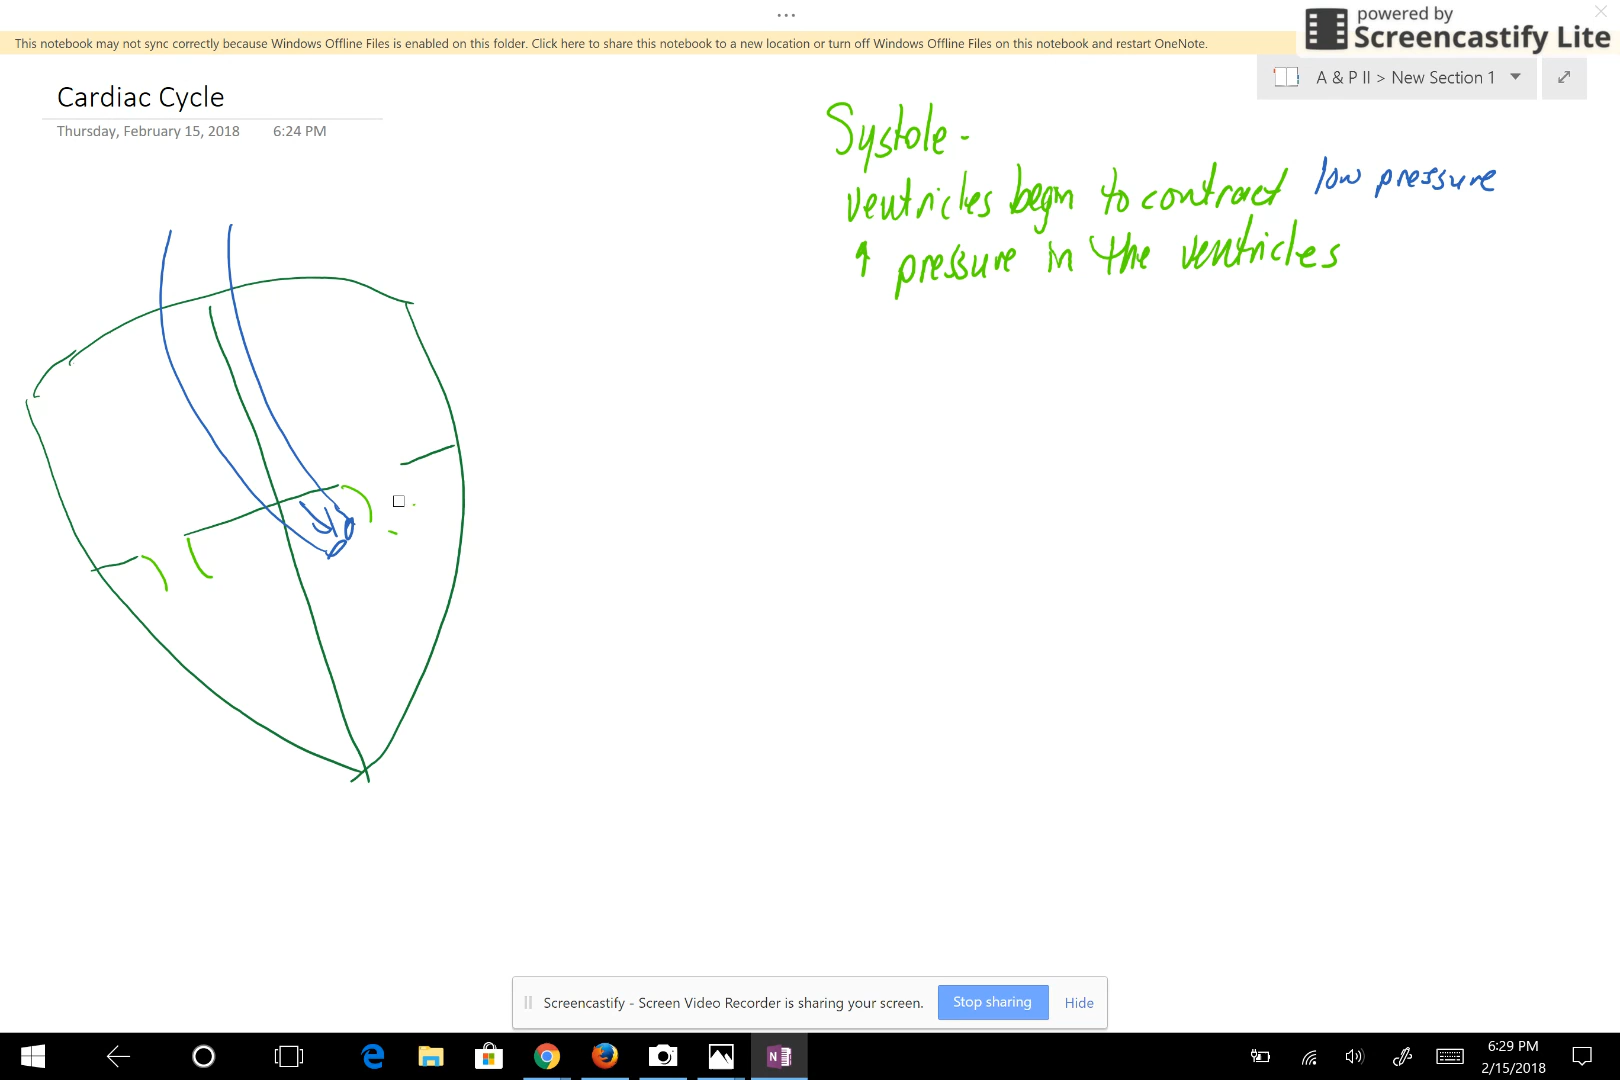 powered by
Screencastify Lite
This notebook may not sync correctly because Windows Offline Files is enabled on this folder. Click here to share this notebook to a new location or turn off Windows Offline Files on this notebook and restart OneNote.
A & P II > New Section 1
Cardiac Cycle
Thursday, February 15, 2018 6:24 PM
Systole -
ventricles begin to contract low pressure
↑ pressure in the ventricles
Screencastify - Screen Video Recorder is sharing your screen. Stop sharing Hide
6:29 PM
2/15/2018